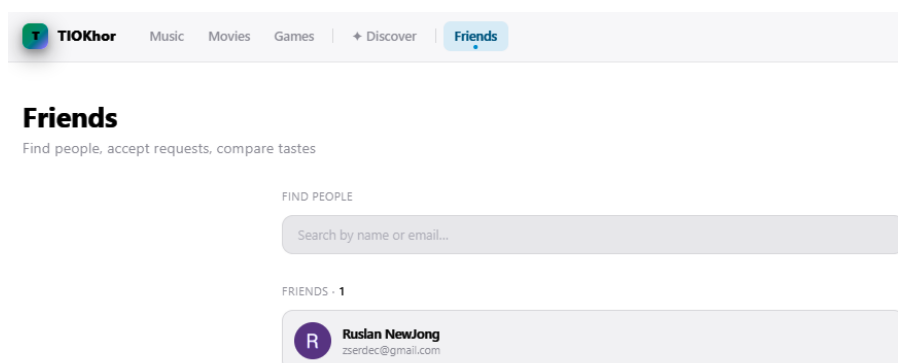 T TIOKhor Music Movies Games ✦ Discover Friends
Friends
Find people, accept requests, compare tastes
FIND PEOPLE
Search by name or email...
FRIENDS · 1
R
Ruslan NewJong
zserdec@gmail.com